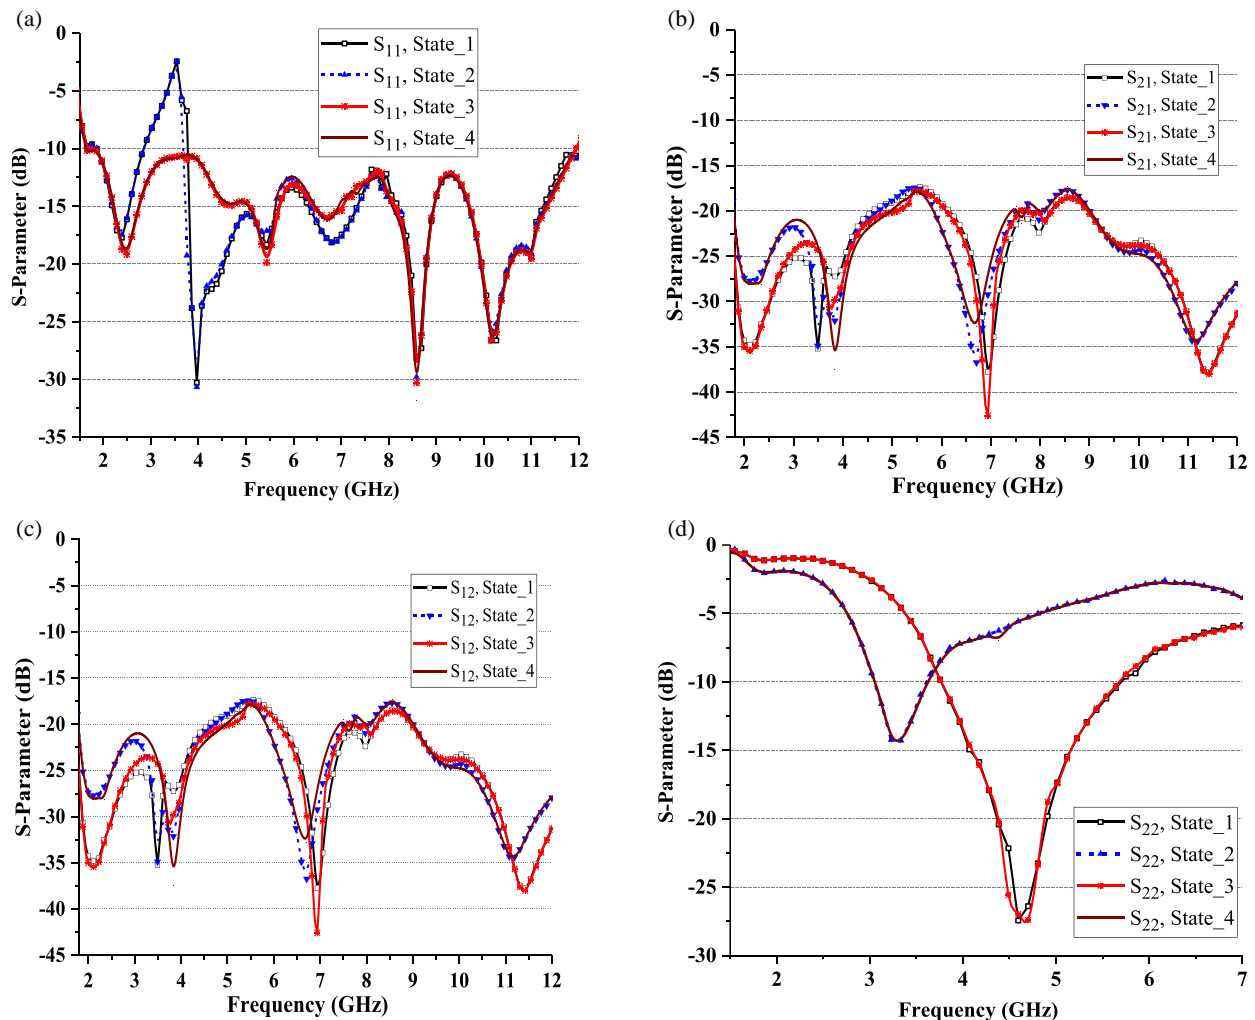 (a)
0
-5
-10
-15
-20
-25
-30
-35
S-Parameter (dB)
2 3 4 5 6 7 8 9 10 11 12
Frequency (GHz)
S11, State_1
S11, State_2
S11, State_3
S11, State_4
(b)
0
-5
-10
-15
-20
-25
-30
-35
-40
-45
S-Parameter (dB)
2 3 4 5 6 7 8 9 10 11 12
Frequency (GHz)
S21, State_1
S21, State_2
S21, State_3
S21, State_4
(c)
0
-5
-10
-15
-20
-25
-30
-35
-40
-45
S-Parameter (dB)
2 3 4 5 6 7 8 9 10 11 12
Frequency (GHz)
S12, State_1
S12, State_2
S12, State_3
S12, State_4
(d)
0
-5
-10
-15
-20
-25
-30
S-Parameter (dB)
2 3 4 5 6 7
Frequency (GHz)
S22, State_1
S22, State_2
S22, State_3
S22, State_4